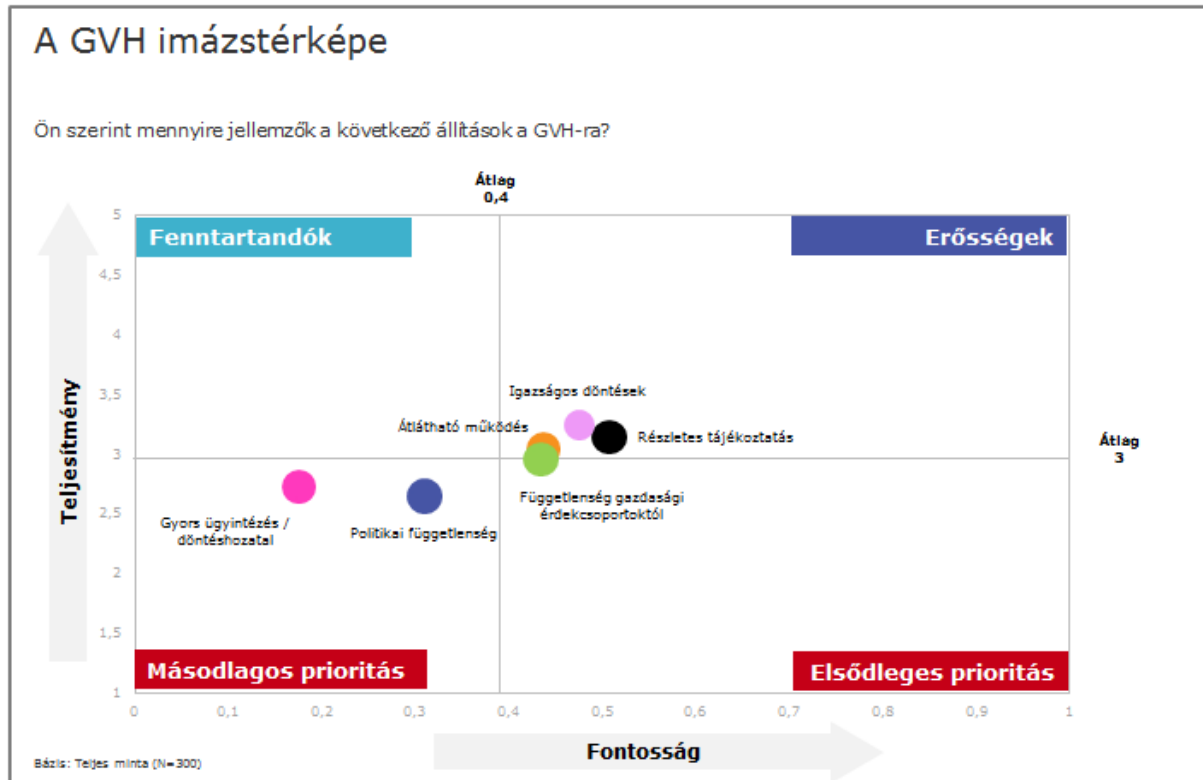 A GVH imázstérképe
Ön szerint mennyire jellemzők a következő állítások a GVH-ra?
Átlag
0,4
Fenntartandók
Erősségek
5
4,5
4
3,5
3
2,5
2
1,5
1
Teljesítmény
Igazságos döntések
Átlátható működés
Részletes tájékoztatás
Átlag
3
Függetlenség gazdasági
érdekcsoportoktól
Gyors ügyintézés /
döntéshozatal
Politikai függetlenség
Másodlagos prioritás
Elsődleges prioritás
0
0,1
0,2
0,3
0,4
0,5
0,6
0,7
0,8
0,9
1
Fontosság
Bázis: Teljes minta (N=300)